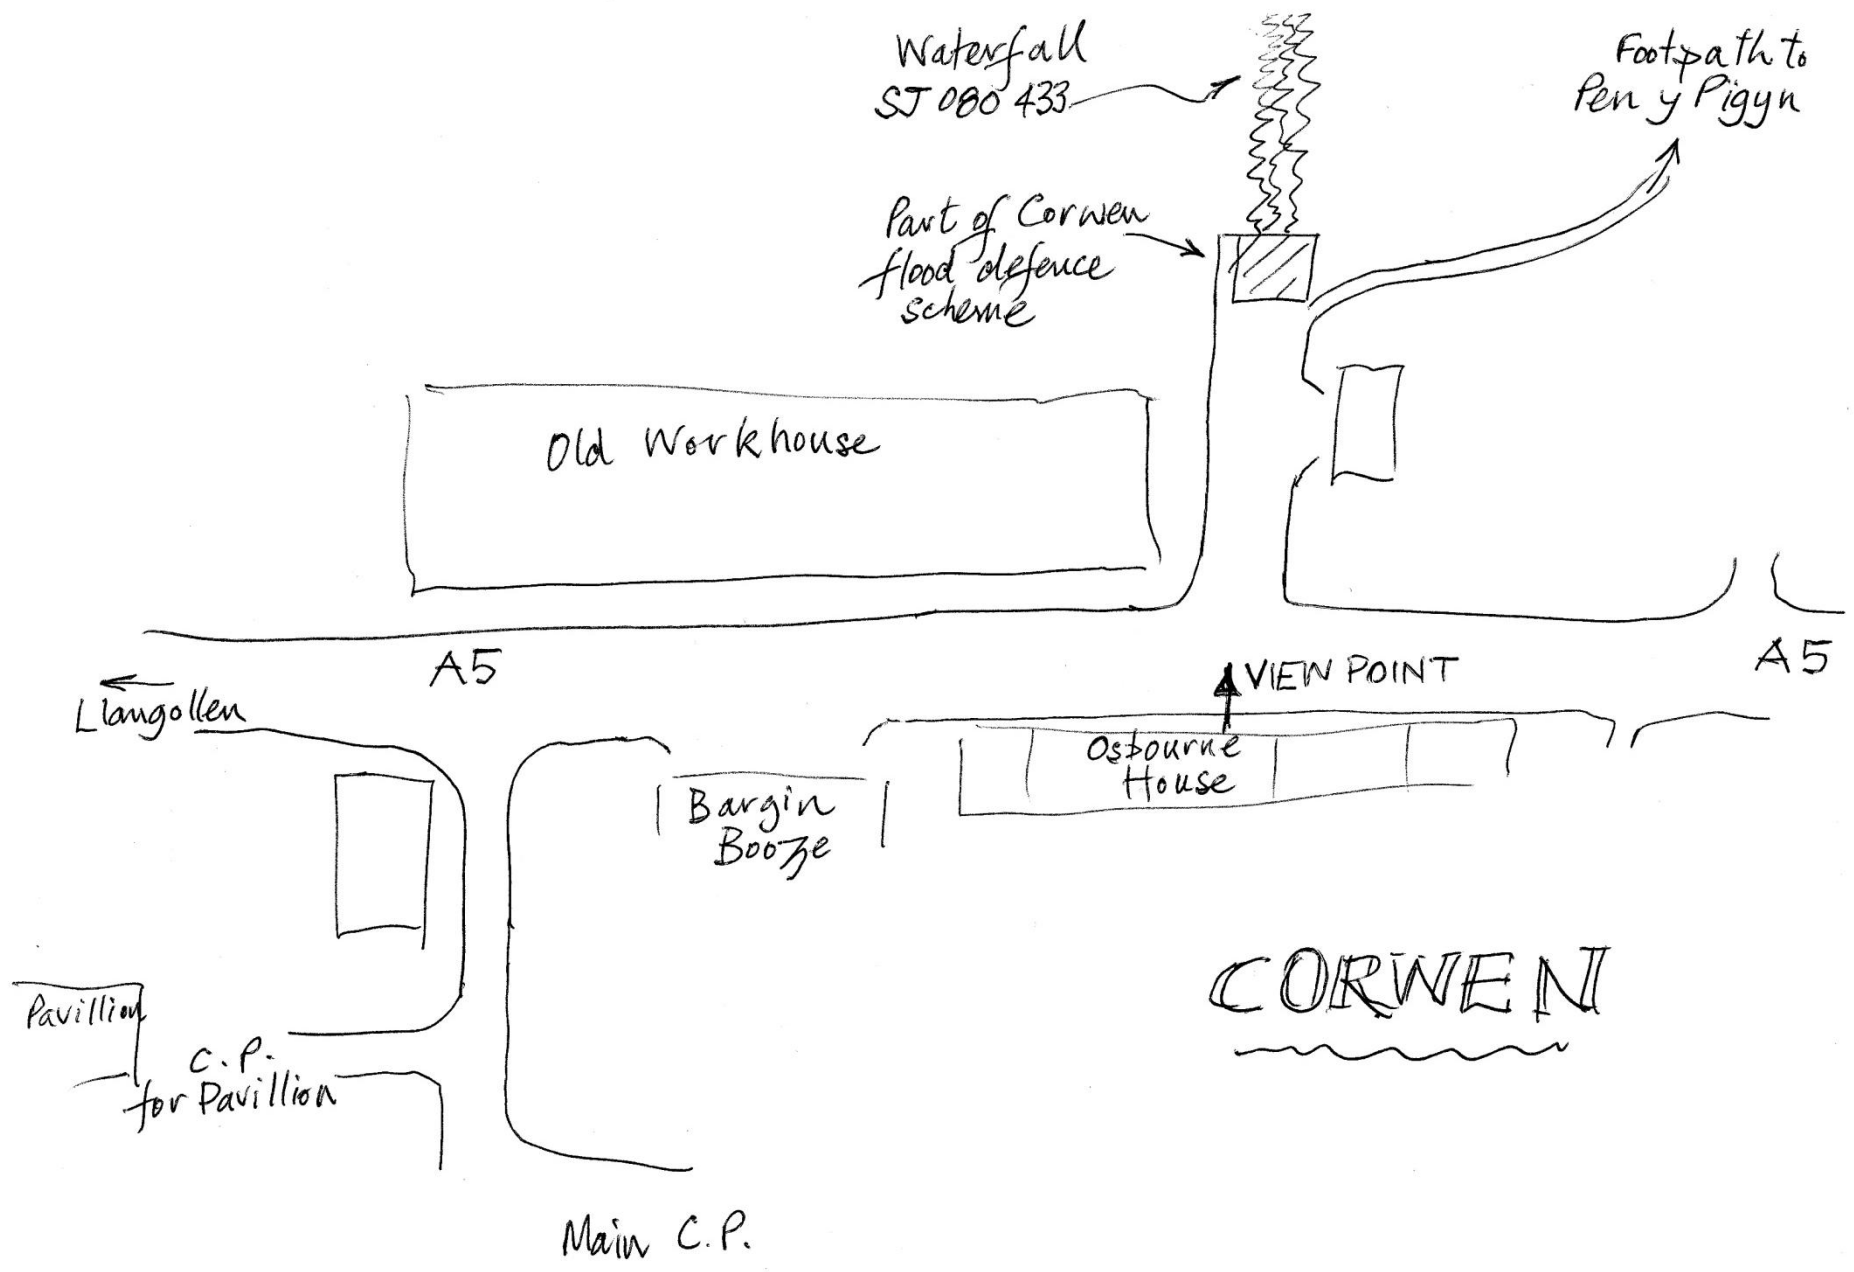 Waterfall
SJ 080 433
Footpath to
Pen y Pigyn
Part of Corwen
flood defence
scheme
Old Workhouse
A5
A5
VIEW POINT
Llangollen
Osbourne
House
Bargin
Booze
CORWEN
Pavillion
C.P.
for Pavillion
Main C.P.